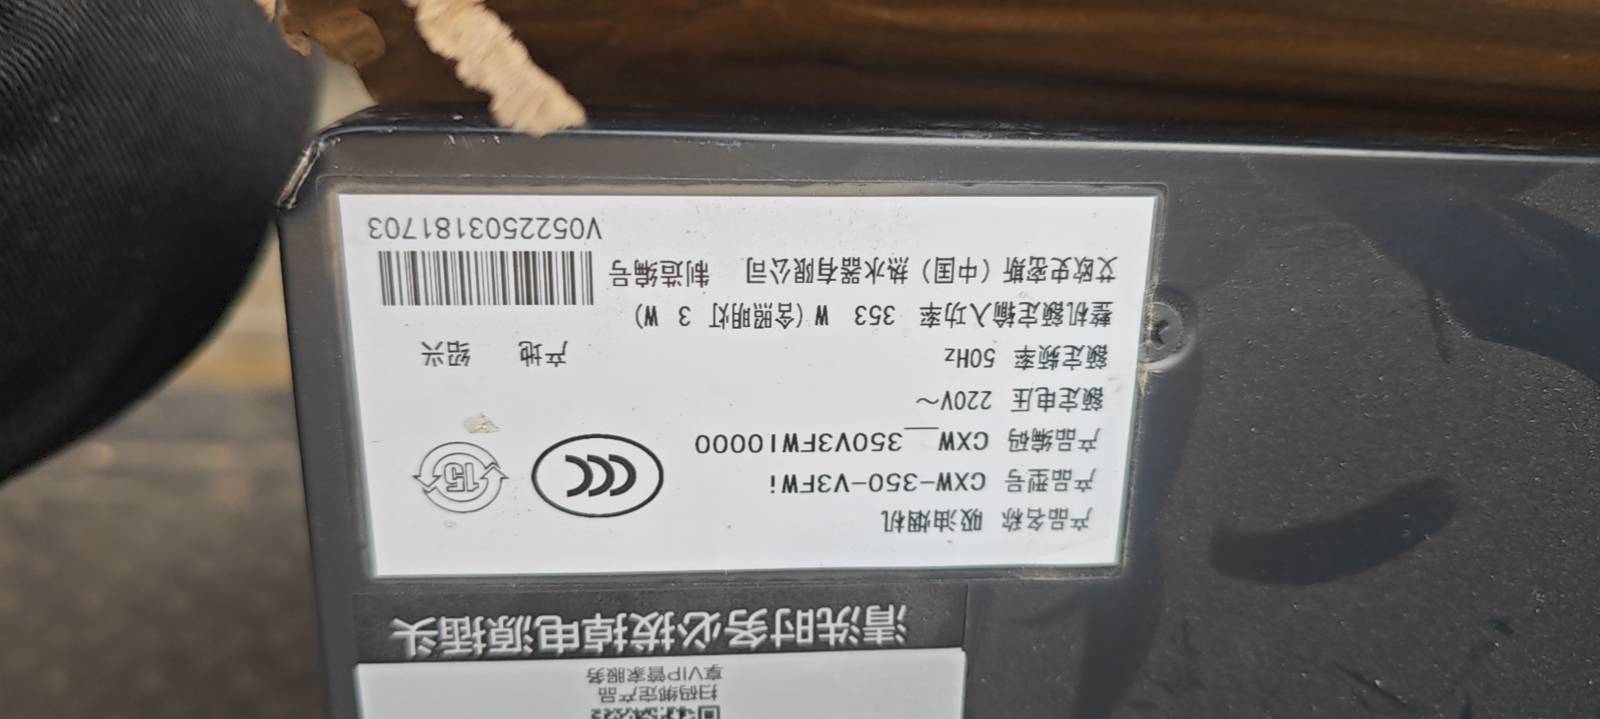 产品名称 吸油烟机
产品型号 CXW-350-V3FWi
产品编码 CXW__350V3FWI0000
额定电压 220V～
额定频率 50Hz
整机额定输入功率 353 W (含照明灯 3 W)
艾欧史密斯（中国）热水器有限公司 制造编号
CCC
15
产地 绍兴
V0522503181703
清洗时务必拔掉电源插头
享VIP管家服务
扫码绑定产品